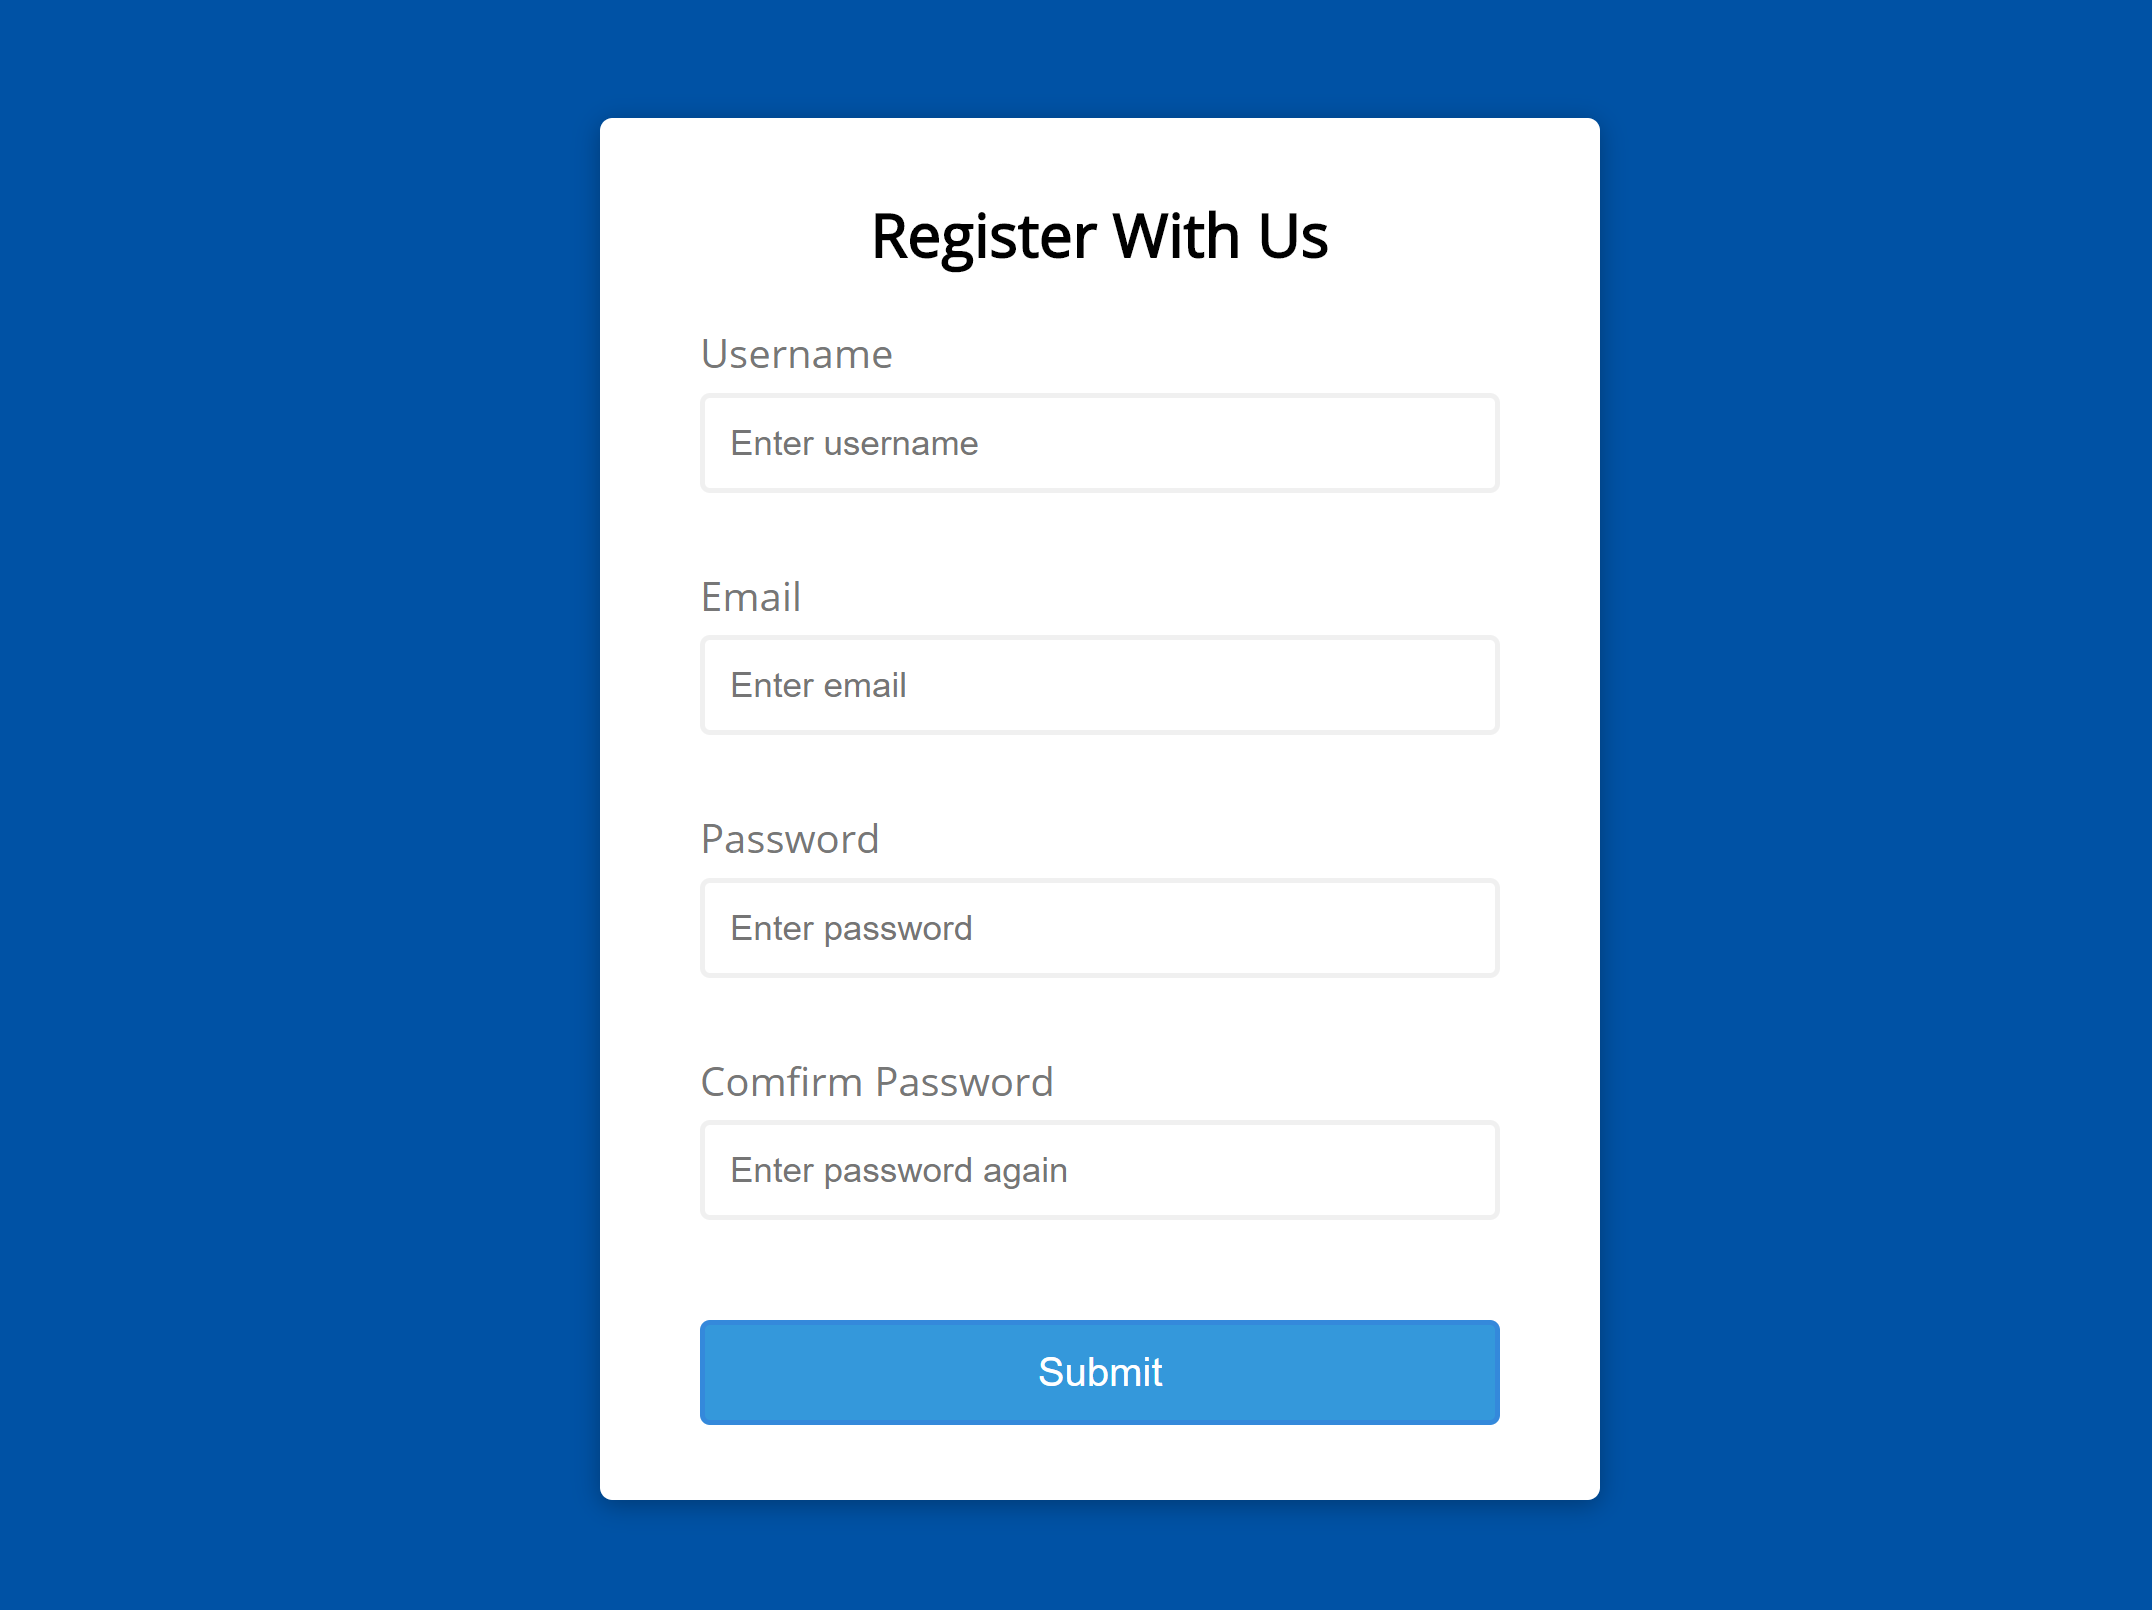 Register With Us
Username
Enter username
Email
Enter email
Password
Enter password
Comfirm Password
Enter password again
Submit